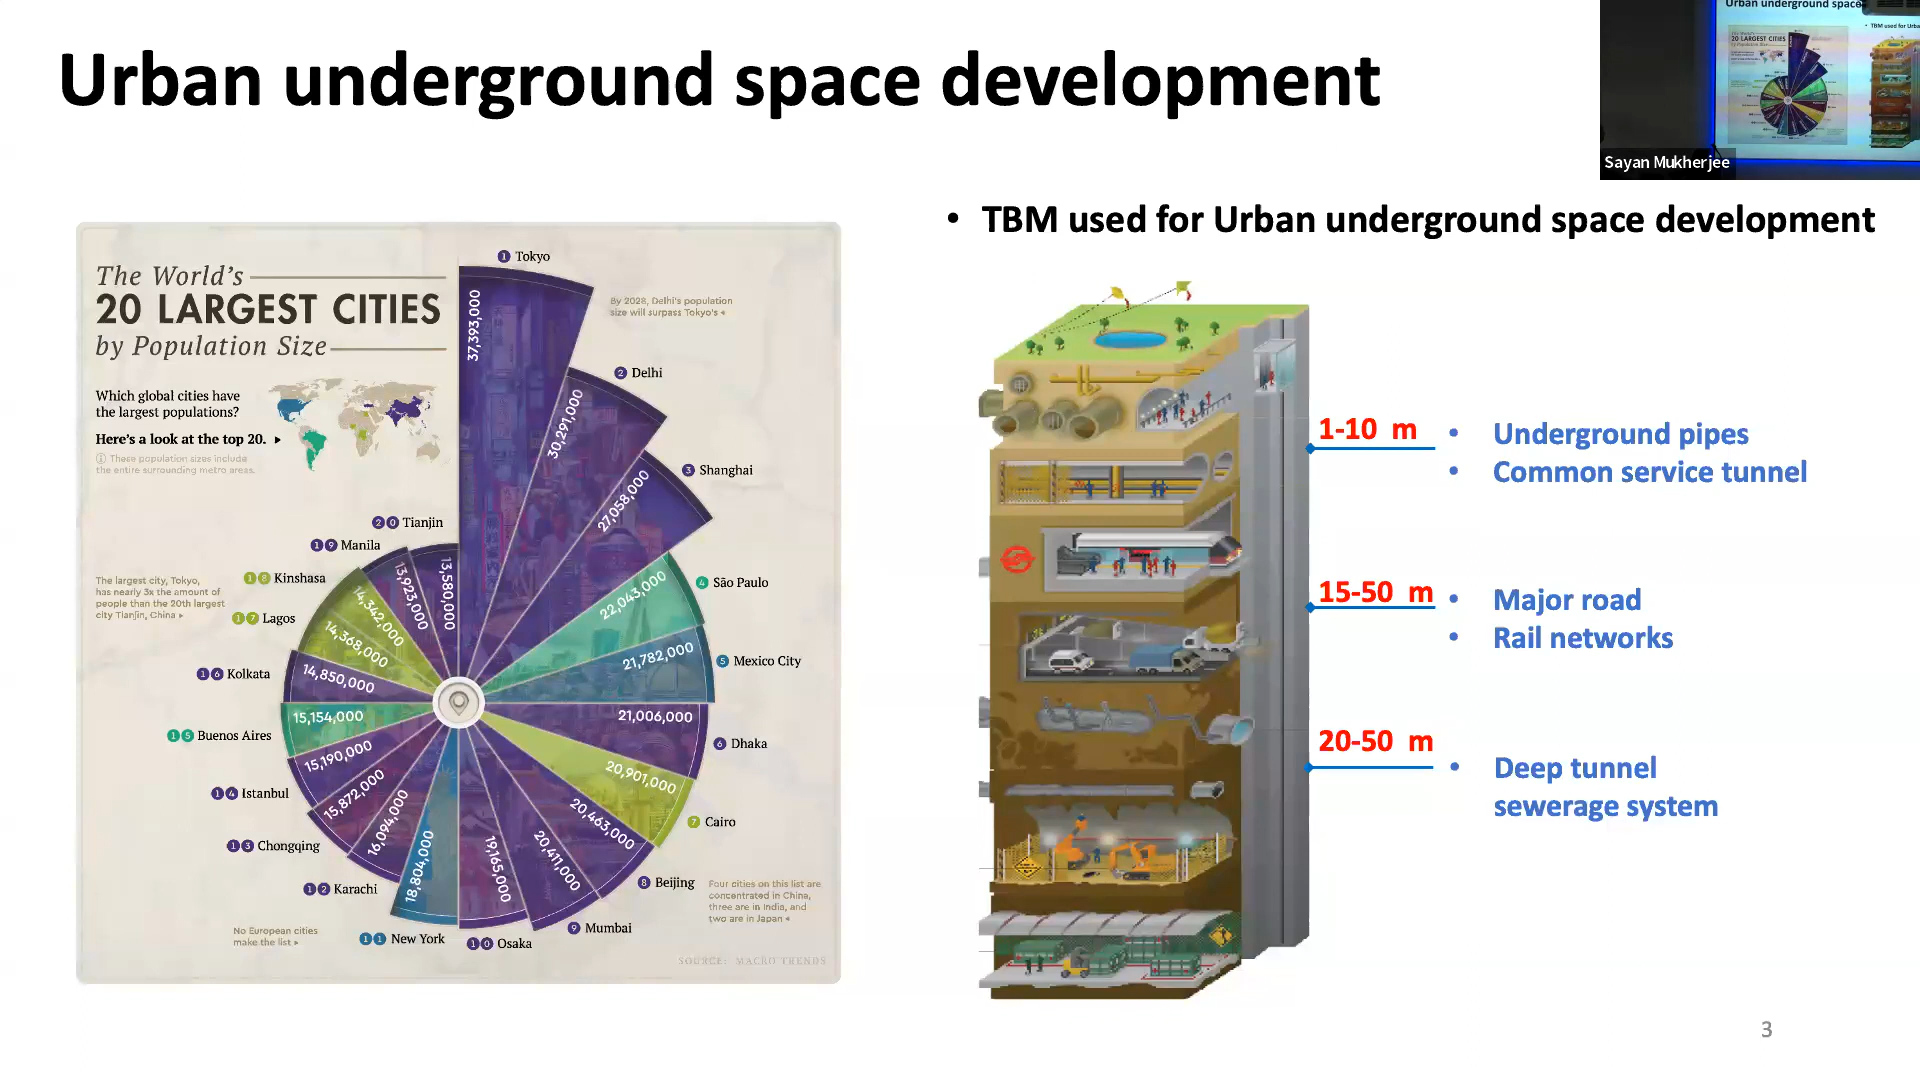 Urban underground space development
Urban underground space
TBM used for Urba
20 LARGEST CITIES
Sayan Mukherjee
• TBM used for Urban underground space development
The World's
20 LARGEST CITIES
by Population Size
Which global cities have
the largest populations?
Here's a look at the top 20.
ⓘ These population sizes include
the entire surrounding metro areas.
1 Tokyo
37,393,000
By 2028, Delhi's population
size will surpass Tokyo's
2 Delhi
30,291,000
3 Shanghai
27,058,000
4 São Paulo
22,043,000
5 Mexico City
21,782,000
6 Dhaka
21,006,000
7 Cairo
20,901,000
8 Beijing
20,463,000
9 Mumbai
20,411,000
10 Osaka
19,165,000
11 New York
18,804,000
12 Karachi
16,094,000
13 Chongqing
15,872,000
14 Istanbul
15,190,000
15 Buenos Aires
15,154,000
16 Kolkata
14,850,000
17 Lagos
14,368,000
18 Kinshasa
14,342,000
19 Manila
13,923,000
20 Tianjin
13,580,000
The largest city, Tokyo,
has nearly 3x the amount of
people than the 20th largest
city Tianjin, China
Four cities on this list are
concentrated in China,
three are in India, and
two are in Japan
No European cities
make the list
SOURCE: MACRO TRENDS
1-10 m
• Underground pipes
• Common service tunnel
15-50 m
• Major road
• Rail networks
20-50 m
• Deep tunnel
sewerage system
3